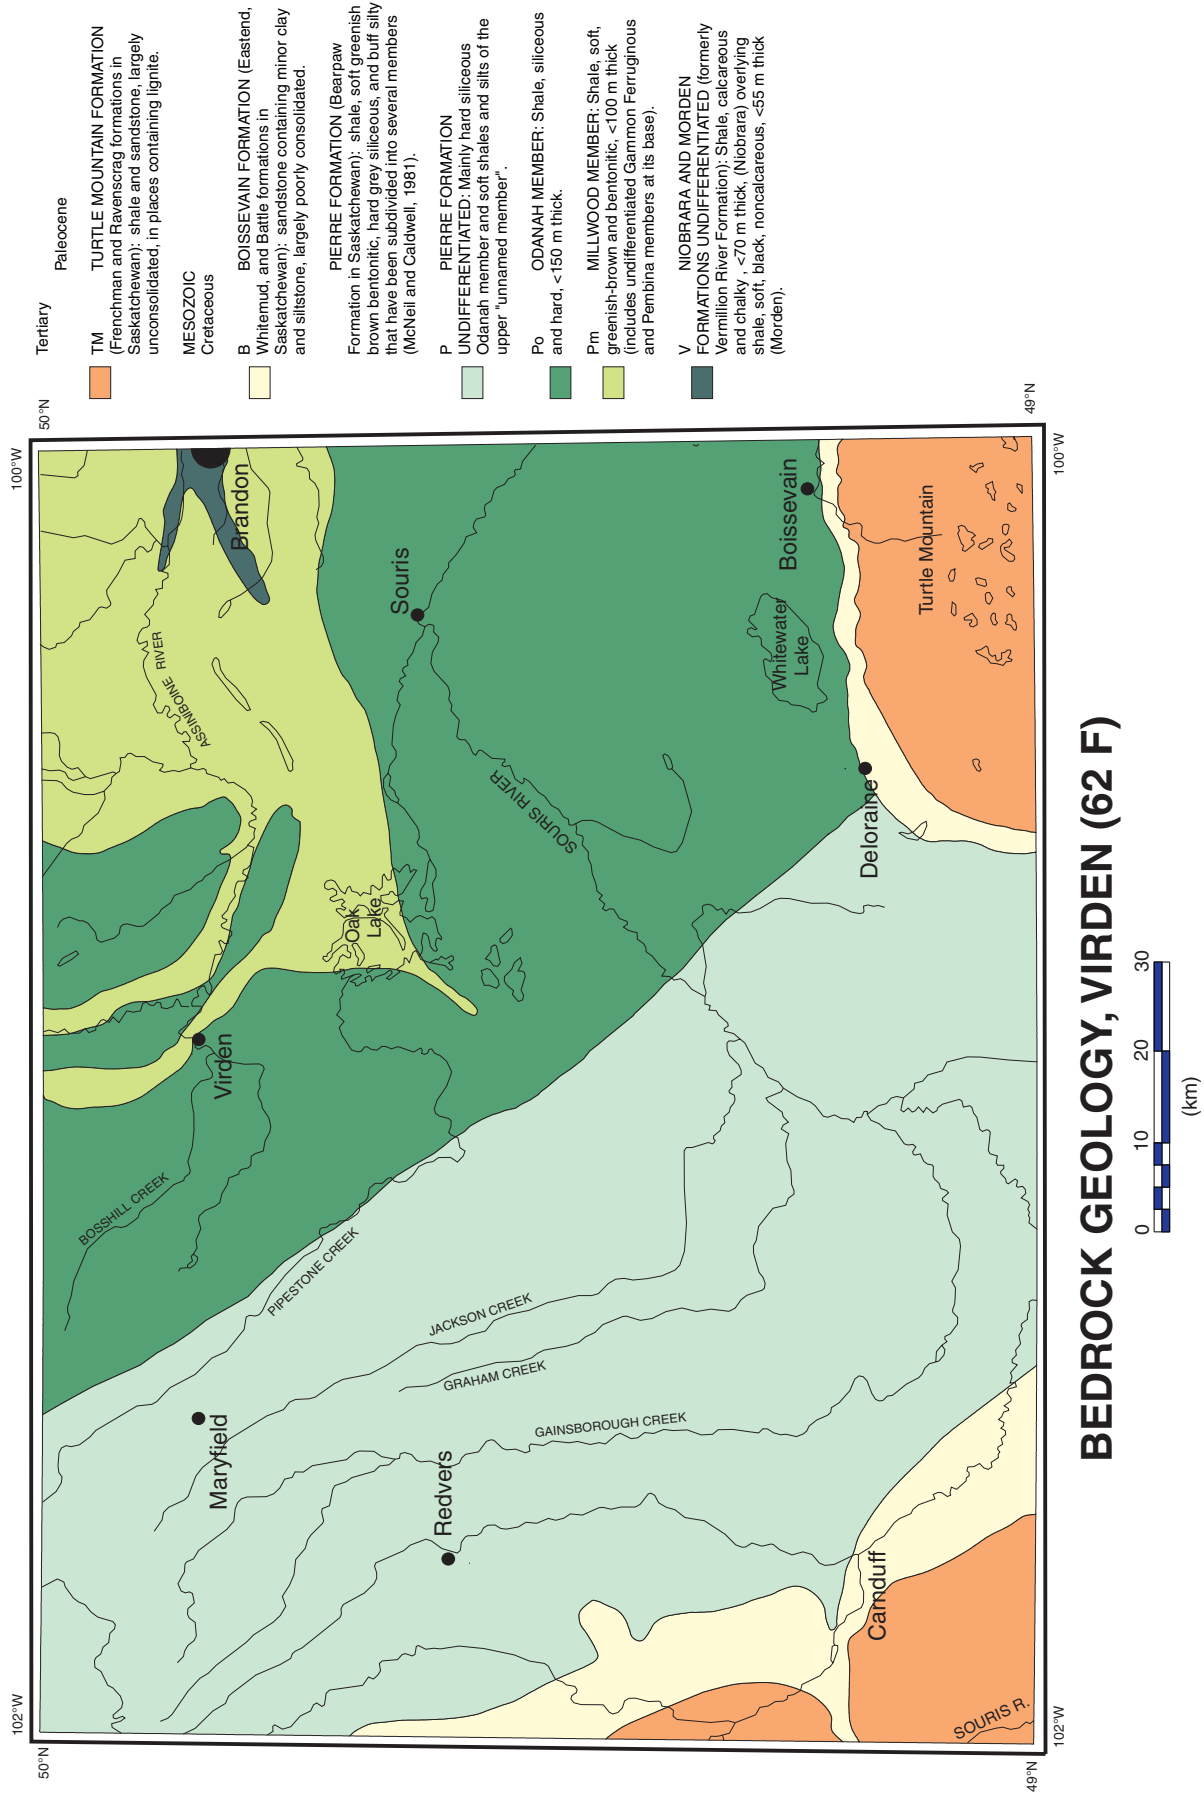 102°W
100°W
50°N
50°N
49°N
49°N
102°W
100°W
Brandon
ASSINIBOINE RIVER
Souris
Boissevain
Turtle Mountain
Whitewater
Lake
SOURIS RIVER
Deloraine
Oak
Lake
Virden
BOSSHILL CREEK
PIPESTONE CREEK
JACKSON CREEK
GRAHAM CREEK
GAINSBOROUGH CREEK
Maryfield
Redvers
Carnduff
SOURIS R.
Tertiary
Paleocene
TM TURTLE MOUNTAIN FORMATION
(Frenchman and Ravenscrag formations in
Saskatchewan): shale and sandstone, largely
unconsolidated, in places containing lignite.
MESOZOIC
Cretaceous
B BOISSEVAIN FORMATION (Eastend,
Whitemud, and Battle formations in
Saskatchewan): sandstone containing minor clay
and siltstone, largely poorly consolidated.
PIERRE FORMATION (Bearpaw
Formation in Saskatchewan): shale, soft greenish
brown bentonitic, hard grey siliceous, and buff silty
that have been subdivided into several members
(McNeil and Caldwell, 1981).
P PIERRE FORMATION
UNDIFFERENTIATED: Mainly hard siliceous
Odanah member and soft shales and silts of the
upper "unnamed member".
Po ODANAH MEMBER: Shale, siliceous
and hard, <150 m thick.
Pm MILLWOOD MEMBER: Shale, soft,
greenish-brown and bentonitic, <100 m thick
(includes undifferentiated Gammon Ferruginous
and Pembina members at its base).
V NIOBRARA AND MORDEN
FORMATIONS UNDIFFERENTIATED (formerly
Vermillion River Formation): Shale, calcareous
and chalky , <70 m thick, (Niobrara) overlying
shale, soft, black, noncalcareous, <55 m thick
(Morden).
BEDROCK GEOLOGY, VIRDEN (62 F)
0 10 20 30
(km)